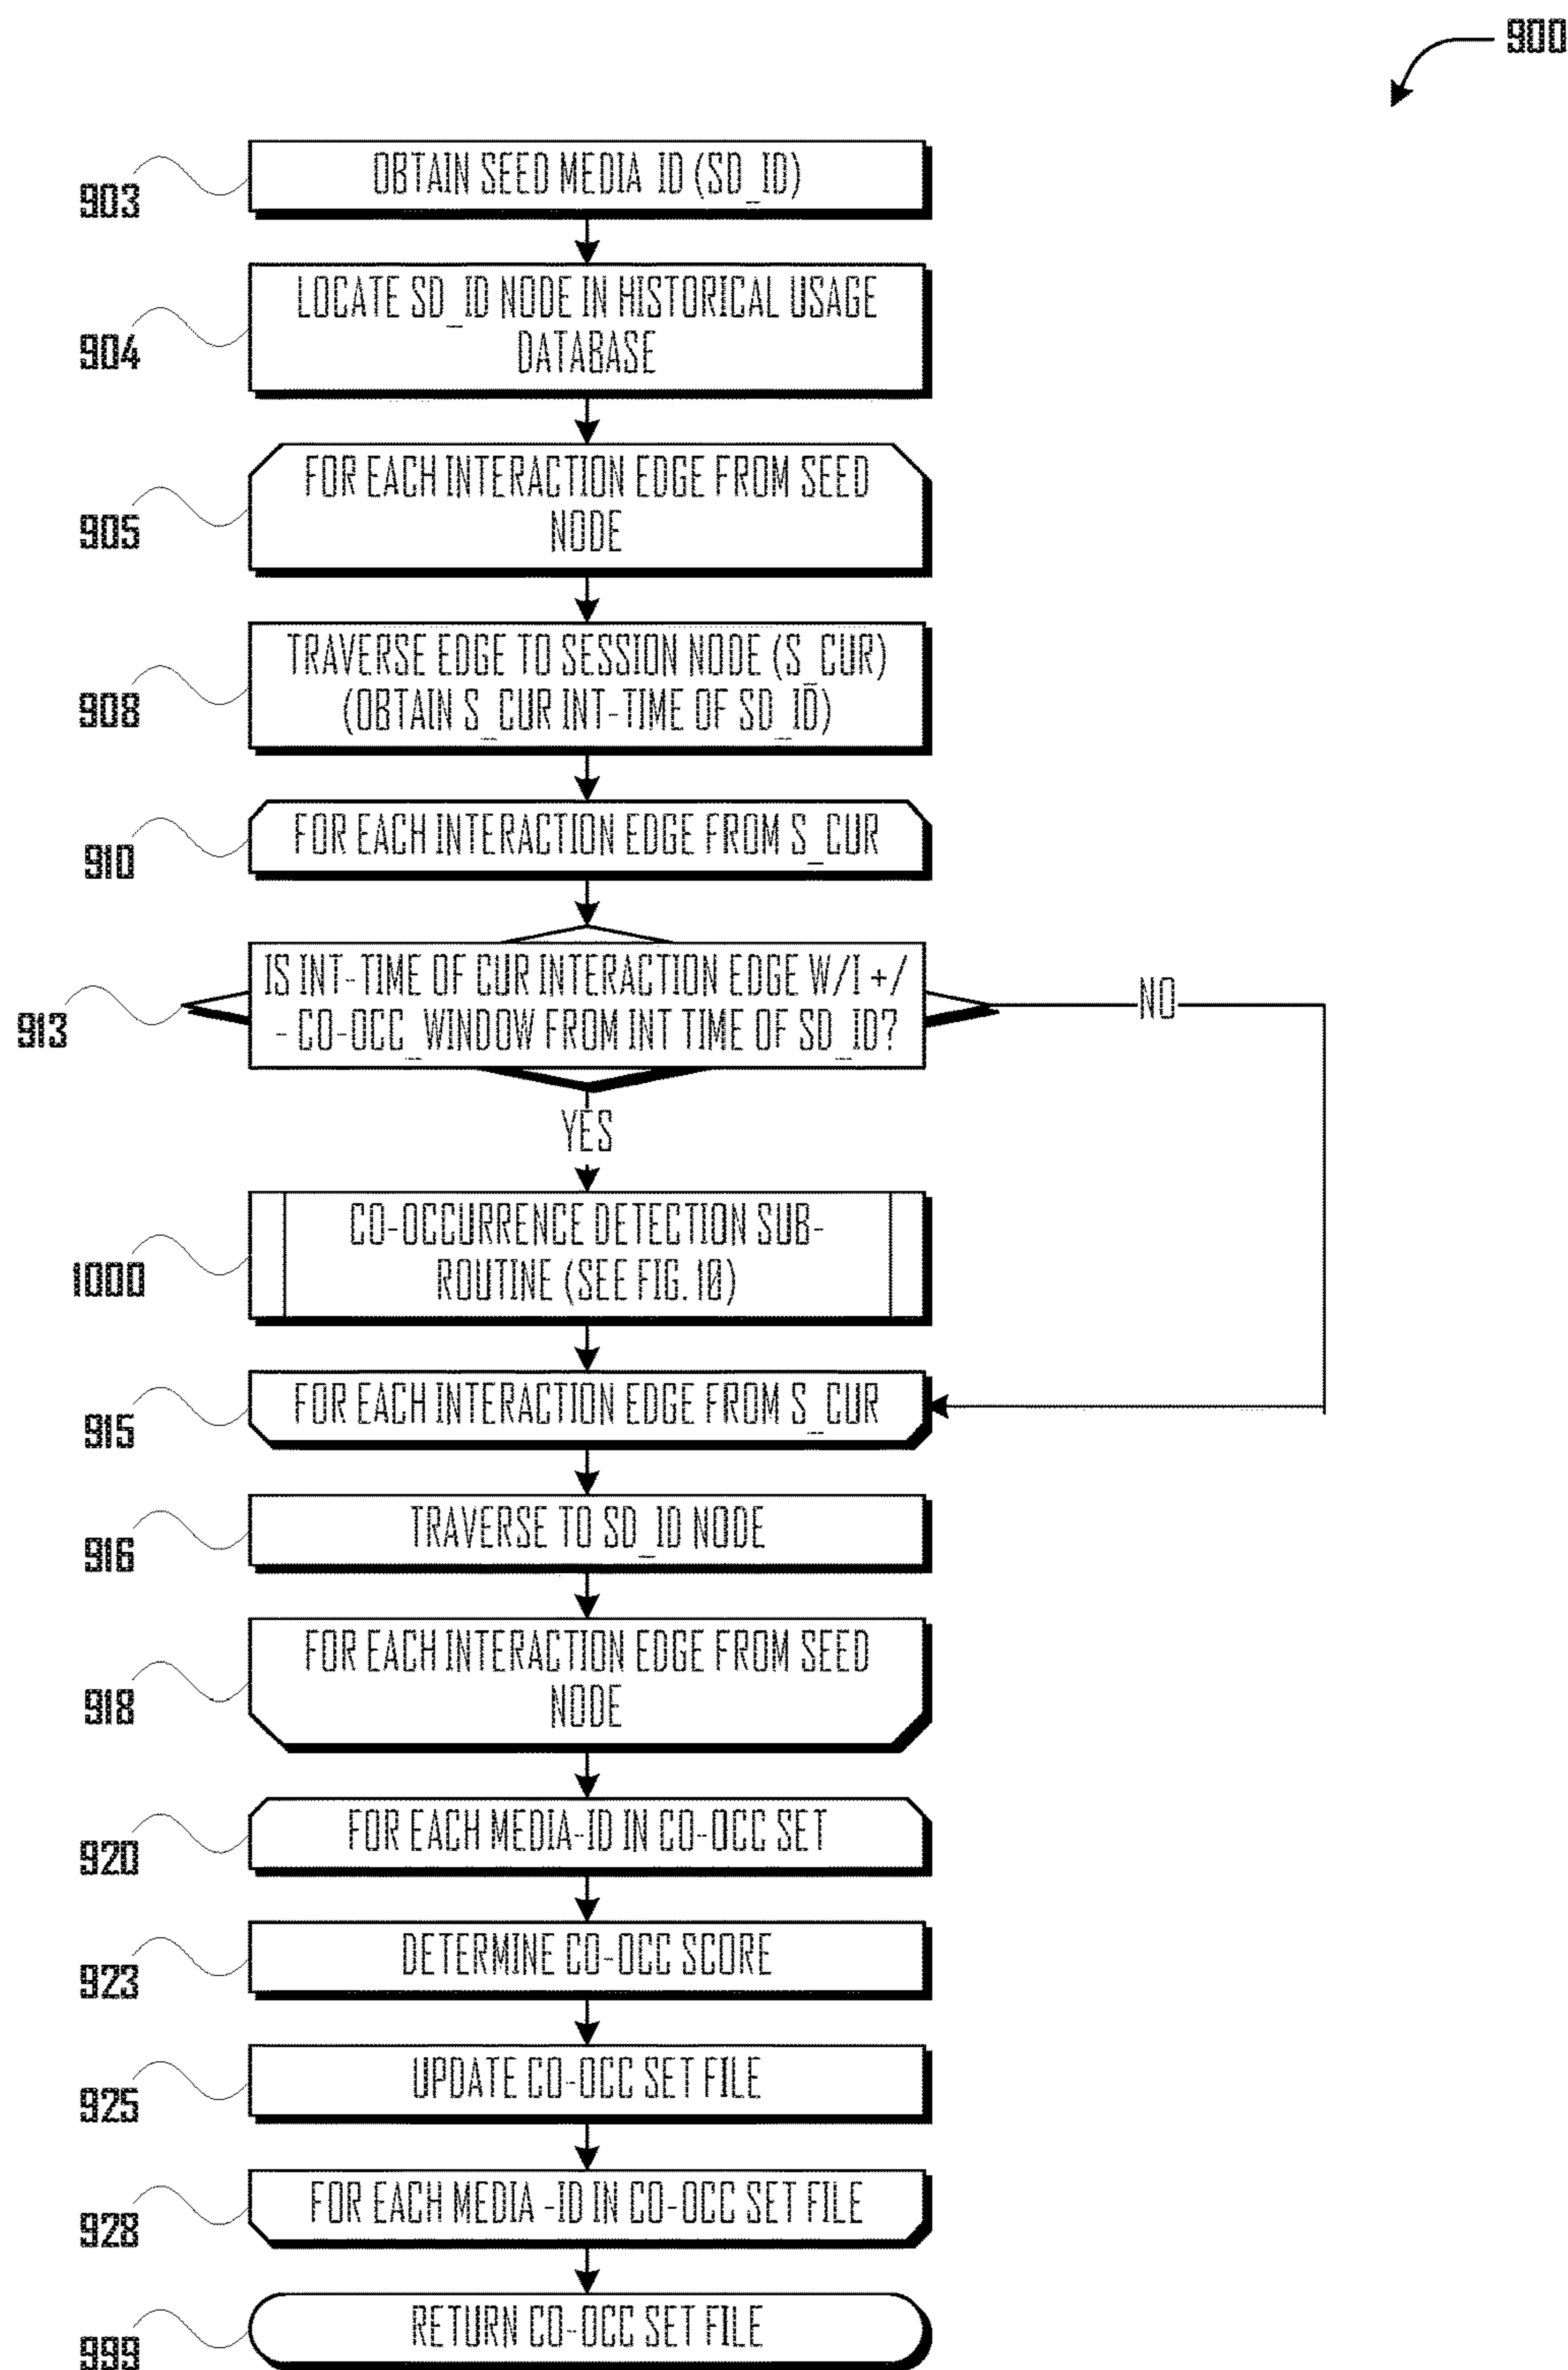 900
903
OBTAIN SEED MEDIA ID (SD_ID)
904
LOCATE SD_ID NODE IN HISTORICAL USAGE
DATABASE
905
FOR EACH INTERACTION EDGE FROM SEED
NODE
908
TRAVERSE EDGE TO SESSION NODE (S_CUR)
(OBTAIN S_CUR INT-TIME OF SD_ID)
910
FOR EACH INTERACTION EDGE FROM S_CUR
913
IS INT-TIME OF CUR INTERACTION EDGE W/I +/
- CO-OCC_WINDOW FROM INT TIME OF SD_ID?
NO
YES
1000
CO-OCCURRENCE DETECTION SUB-
ROUTINE (SEE FIG. 10)
915
FOR EACH INTERACTION EDGE FROM S_CUR
916
TRAVERSE TO SD_ID NODE
918
FOR EACH INTERACTION EDGE FROM SEED
NODE
920
FOR EACH MEDIA-ID IN CO-OCC SET
923
DETERMINE CO-OCC SCORE
925
UPDATE CO-OCC SET FILE
928
FOR EACH MEDIA -ID IN CO-OCC SET FILE
999
RETURN CO-OCC SET FILE